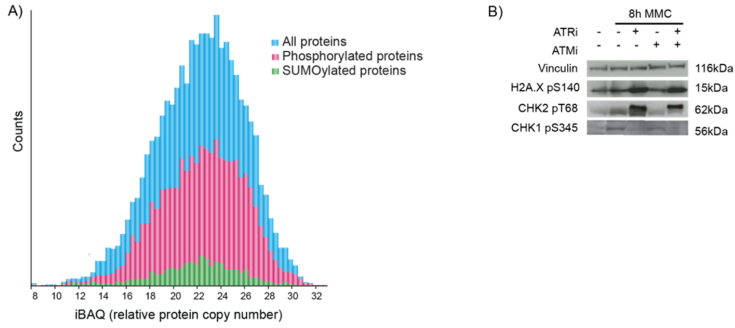 A)
All proteins
Phosphorylated proteins
SUMOylated proteins
Counts
8 10 12 14 16 18 20 22 24 26 28 30 32
iBAQ (relative protein copy number)
B)
8h MMC
ATRi - - + - +
ATMi - - - + +
Vinculin 116kDa
H2A.X pS140 15kDa
CHK2 pT68 62kDa
CHK1 pS345 56kDa